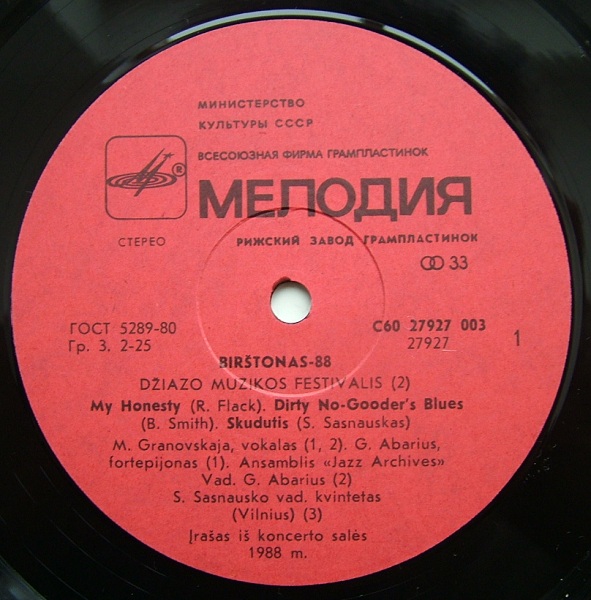 МИНИСТЕРСТВО
КУЛЬТУРЫ СССР
ВСЕСОЮЗНАЯ ФИРМА ГРАМПЛАСТИНОК
®
МЕЛОДИЯ
СТЕРЕО
РИЖСКИЙ ЗАВОД ГРАМПЛАСТИНОК
33
ГОСТ 5289-80
Гр. 3. 2-25
С60 27927 003
27927
1
BIRŠTONAS-88
DŽIAZO MUZIKOS FESTIVALIS (2)
My Honesty (R. Flack). Dirty No-Gooder's Blues
(B. Smith). Skudutis (S. Sasnauskas)
M. Granovskaja, vokalas (1, 2). G. Abarius,
fortepijonas (1). Ansamblis «Jazz Archives»
Vad. G. Abarius (2)
S. Sasnausko vad. kvintetas
(Vilnius) (3)
Įrašas iš koncerto salės
1988 m.